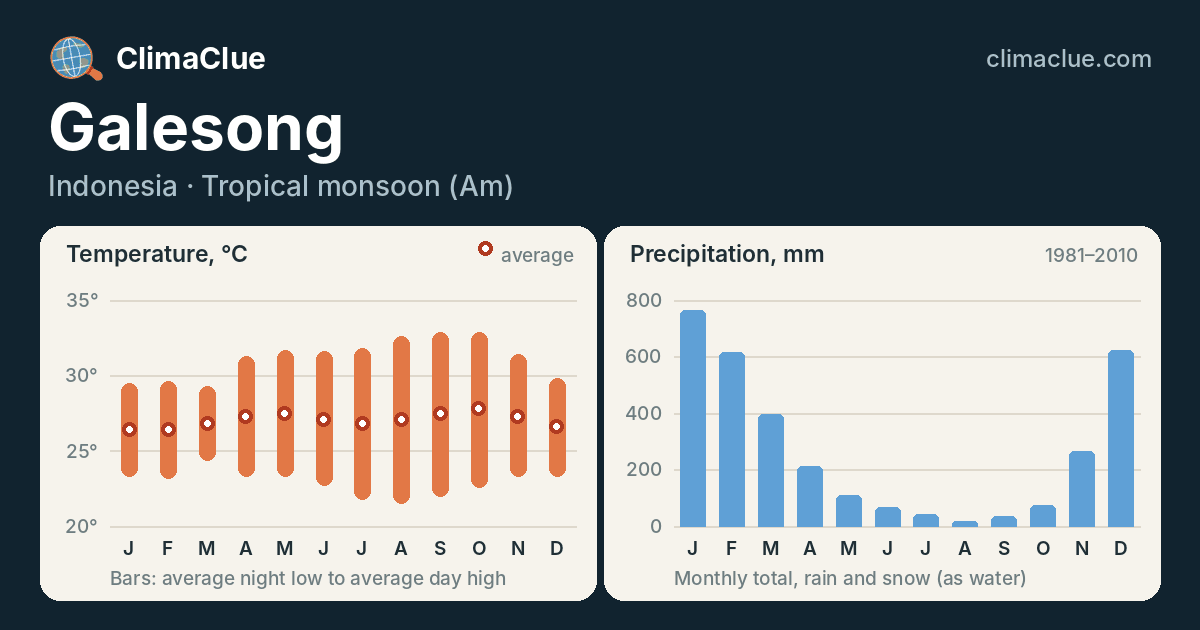 ClimaClue
climaclue.com
Galesong
Indonesia · Tropical monsoon (Am)
Temperature, °C
average
35°
30°
25°
20°
J F M A M J J A S O N D
Bars: average night low to average day high
Precipitation, mm
1981–2010
800
600
400
200
0
J F M A M J J A S O N D
Monthly total, rain and snow (as water)